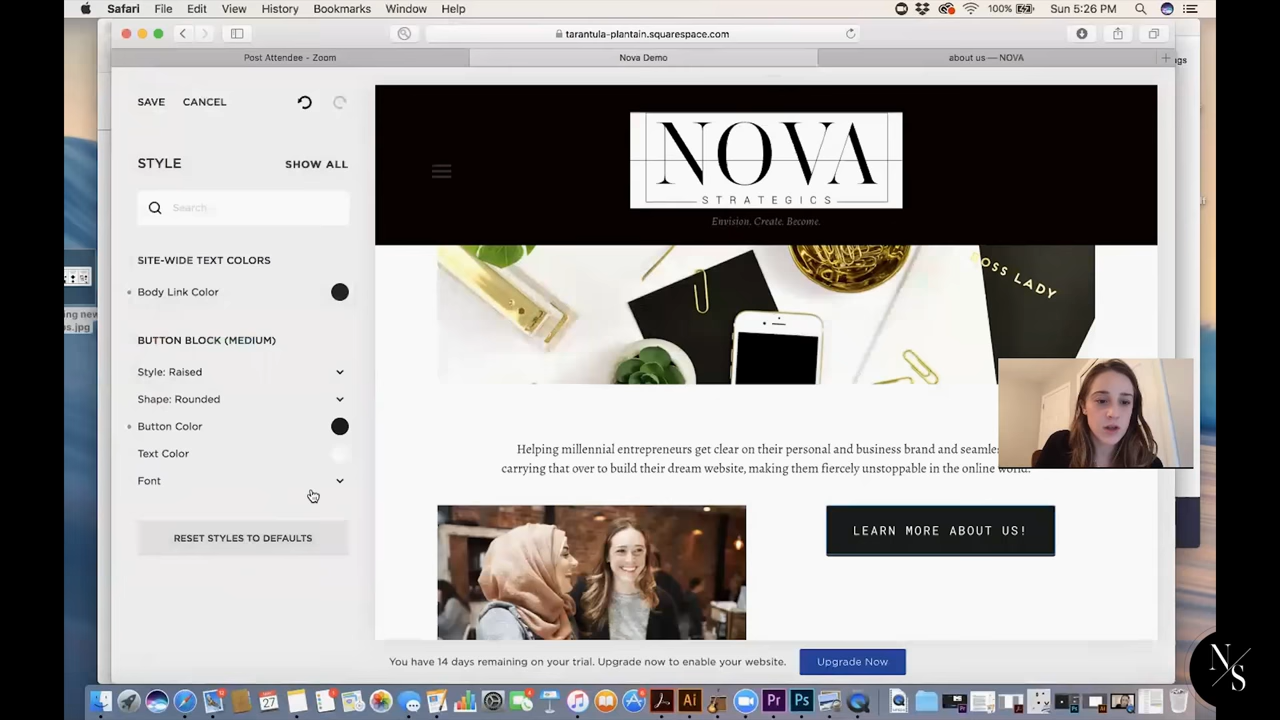 Safari File Edit View History Bookmarks Window Help 100% Sun 5:26 PM
tarantula-plantain.squarespace.com
Post Attendee - Zoom Nova Demo about us — NOVA
SAVE CANCEL
STYLE SHOW ALL
Search
SITE-WIDE TEXT COLORS
Body Link Color
BUTTON BLOCK (MEDIUM)
Style: Raised
Shape: Rounded
Button Color
Text Color
Font
RESET STYLES TO DEFAULTS
NOVA
STRATEGICS
Envision. Create. Become.
BOSS LADY
Helping millennial entrepreneurs get clear on their personal and business brand and
carrying that over to build their dream website, making them fiercely unstoppable in the online world.
LEARN MORE ABOUT US!
You have 14 days remaining on your trial. Upgrade now to enable your website. Upgrade Now
27
N/S